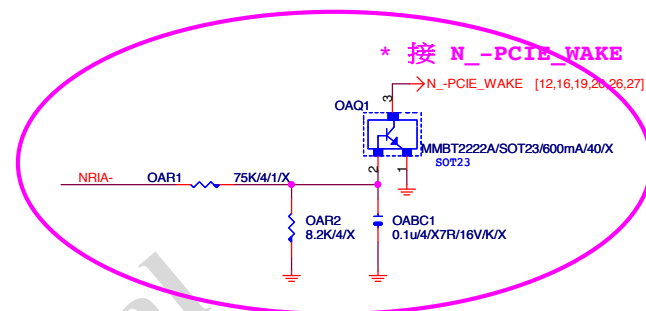 * 接 N_-PCIE_WAKE
N_-PCIE_WAKE [12,16,19,20,26,27]
3
OAQ1
MMBT2222A/SOT23/600mA/40/X
SOT23
2
1
NRIA-
OAR1
75K/4/1/X
OAR2
8.2K/4/X
OABC1
0.1u/4/X7R/16V/K/X